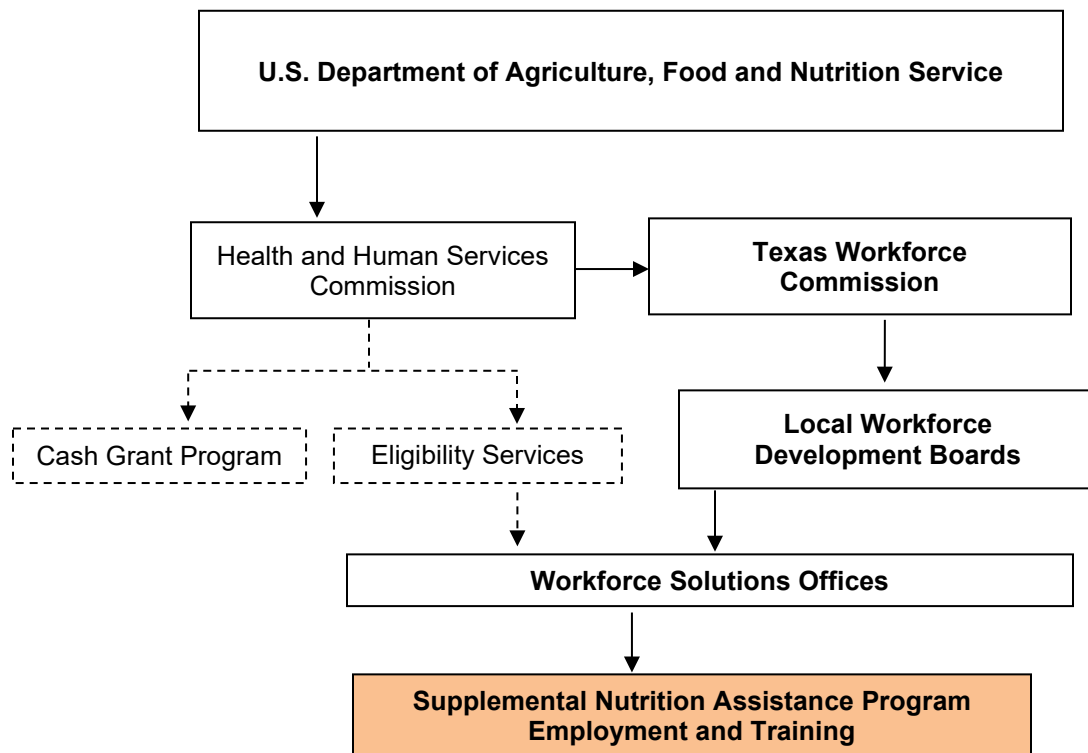 U.S. Department of Agriculture, Food and Nutrition Service
Health and Human Services
Commission
Texas Workforce
Commission
Cash Grant Program
Eligibility Services
Local Workforce
Development Boards
Workforce Solutions Offices
Supplemental Nutrition Assistance Program
Employment and Training